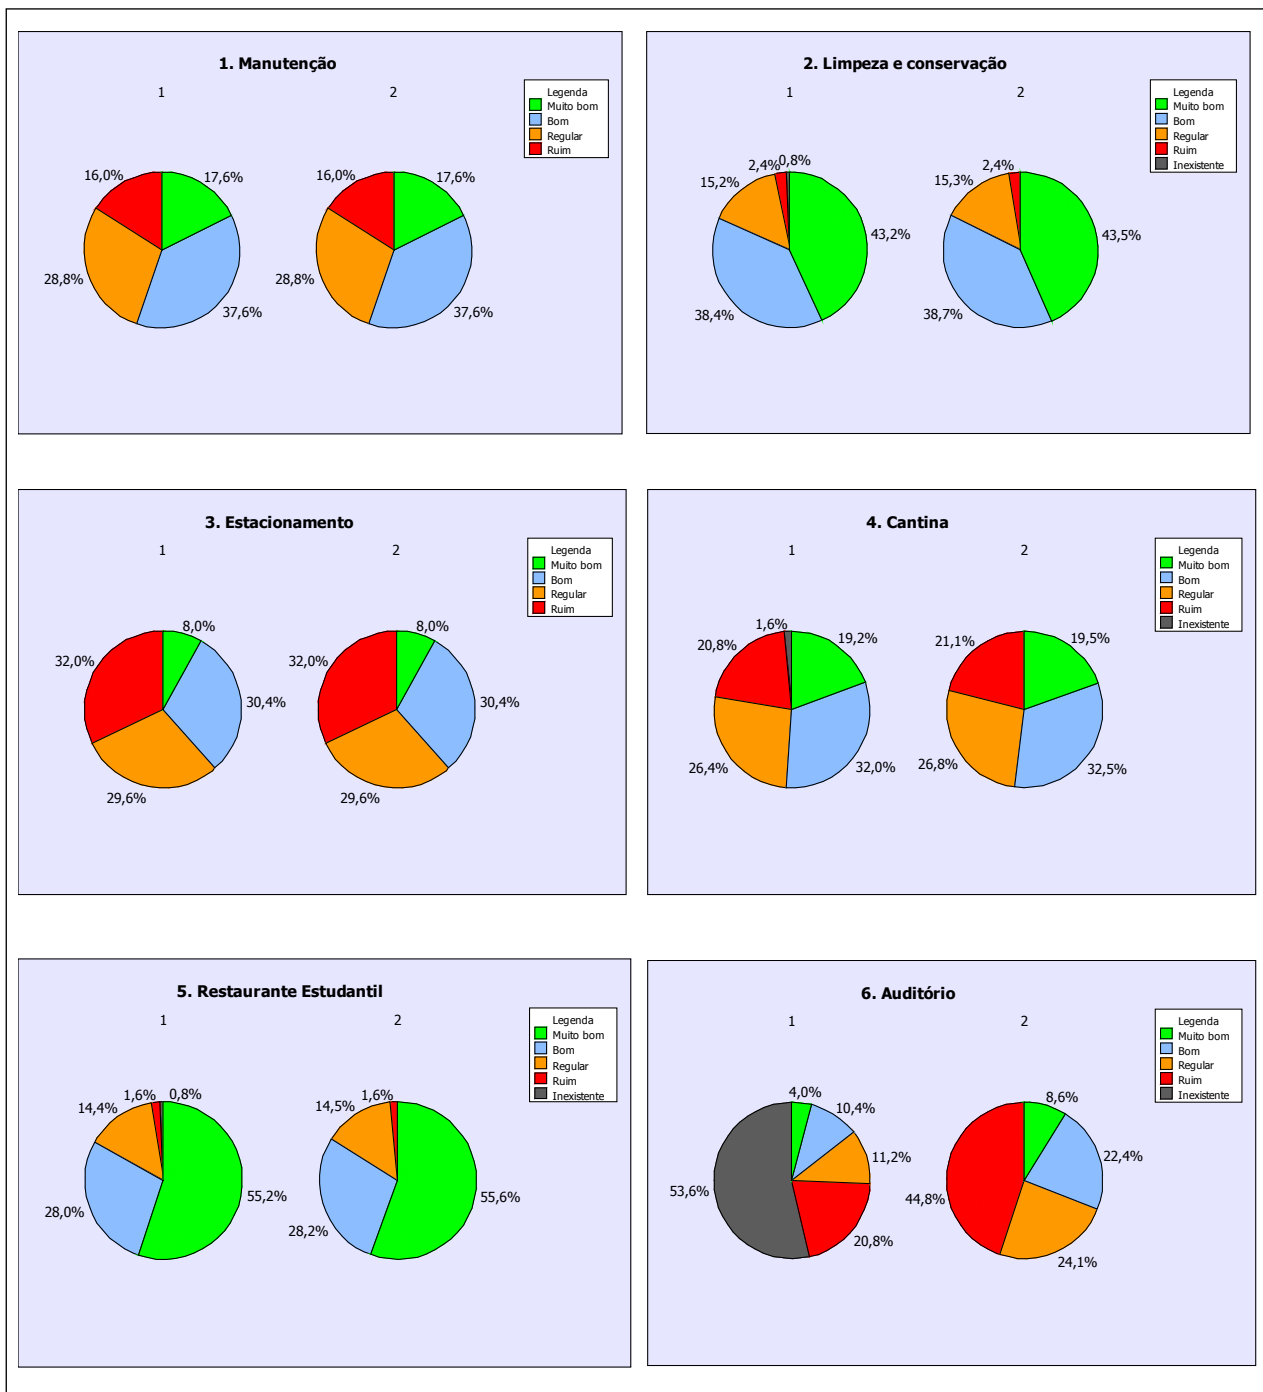 1. Manutenção
1
2
Legenda
Muito bom
Bom
Regular
Ruim
16,0%
17,6%
28,8%
37,6%
16,0%
17,6%
28,8%
37,6%
2. Limpeza e conservação
1
2
Legenda
Muito bom
Bom
Regular
Ruim
Inexistente
2,4%
0,8%
15,2%
43,2%
38,4%
2,4%
15,3%
43,5%
38,7%
3. Estacionamento
1
2
Legenda
Muito bom
Bom
Regular
Ruim
8,0%
32,0%
30,4%
29,6%
8,0%
32,0%
30,4%
29,6%
4. Cantina
1
2
Legenda
Muito bom
Bom
Regular
Ruim
Inexistente
1,6%
20,8%
19,2%
26,4%
32,0%
21,1%
19,5%
26,8%
32,5%
5. Restaurante Estudantil
1
2
Legenda
Muito bom
Bom
Regular
Ruim
Inexistente
1,6%
0,8%
14,4%
55,2%
28,0%
1,6%
14,5%
55,6%
28,2%
6. Auditório
1
2
Legenda
Muito bom
Bom
Regular
Ruim
Inexistente
4,0%
10,4%
11,2%
53,6%
20,8%
8,6%
22,4%
44,8%
24,1%